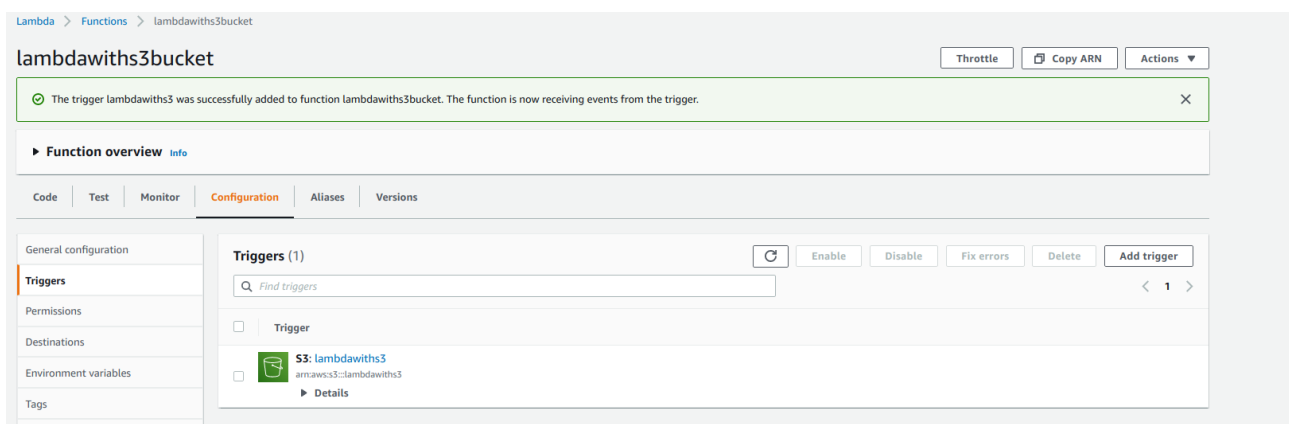 Lambda > Functions > lambdawiths3bucket
lambdawiths3bucket
Throttle Copy ARN Actions ▼
The trigger lambdawiths3 was successfully added to function lambdawiths3bucket. The function is now receiving events from the trigger.
▶ Function overview Info
Code Test Monitor Configuration Aliases Versions
General configuration
Triggers
Permissions
Destinations
Environment variables
Tags
Triggers (1)
Enable Disable Fix errors Delete Add trigger
Find triggers
< 1 >
Trigger
S3: lambdawiths3
arn:aws:s3:::lambdawiths3
▶ Details